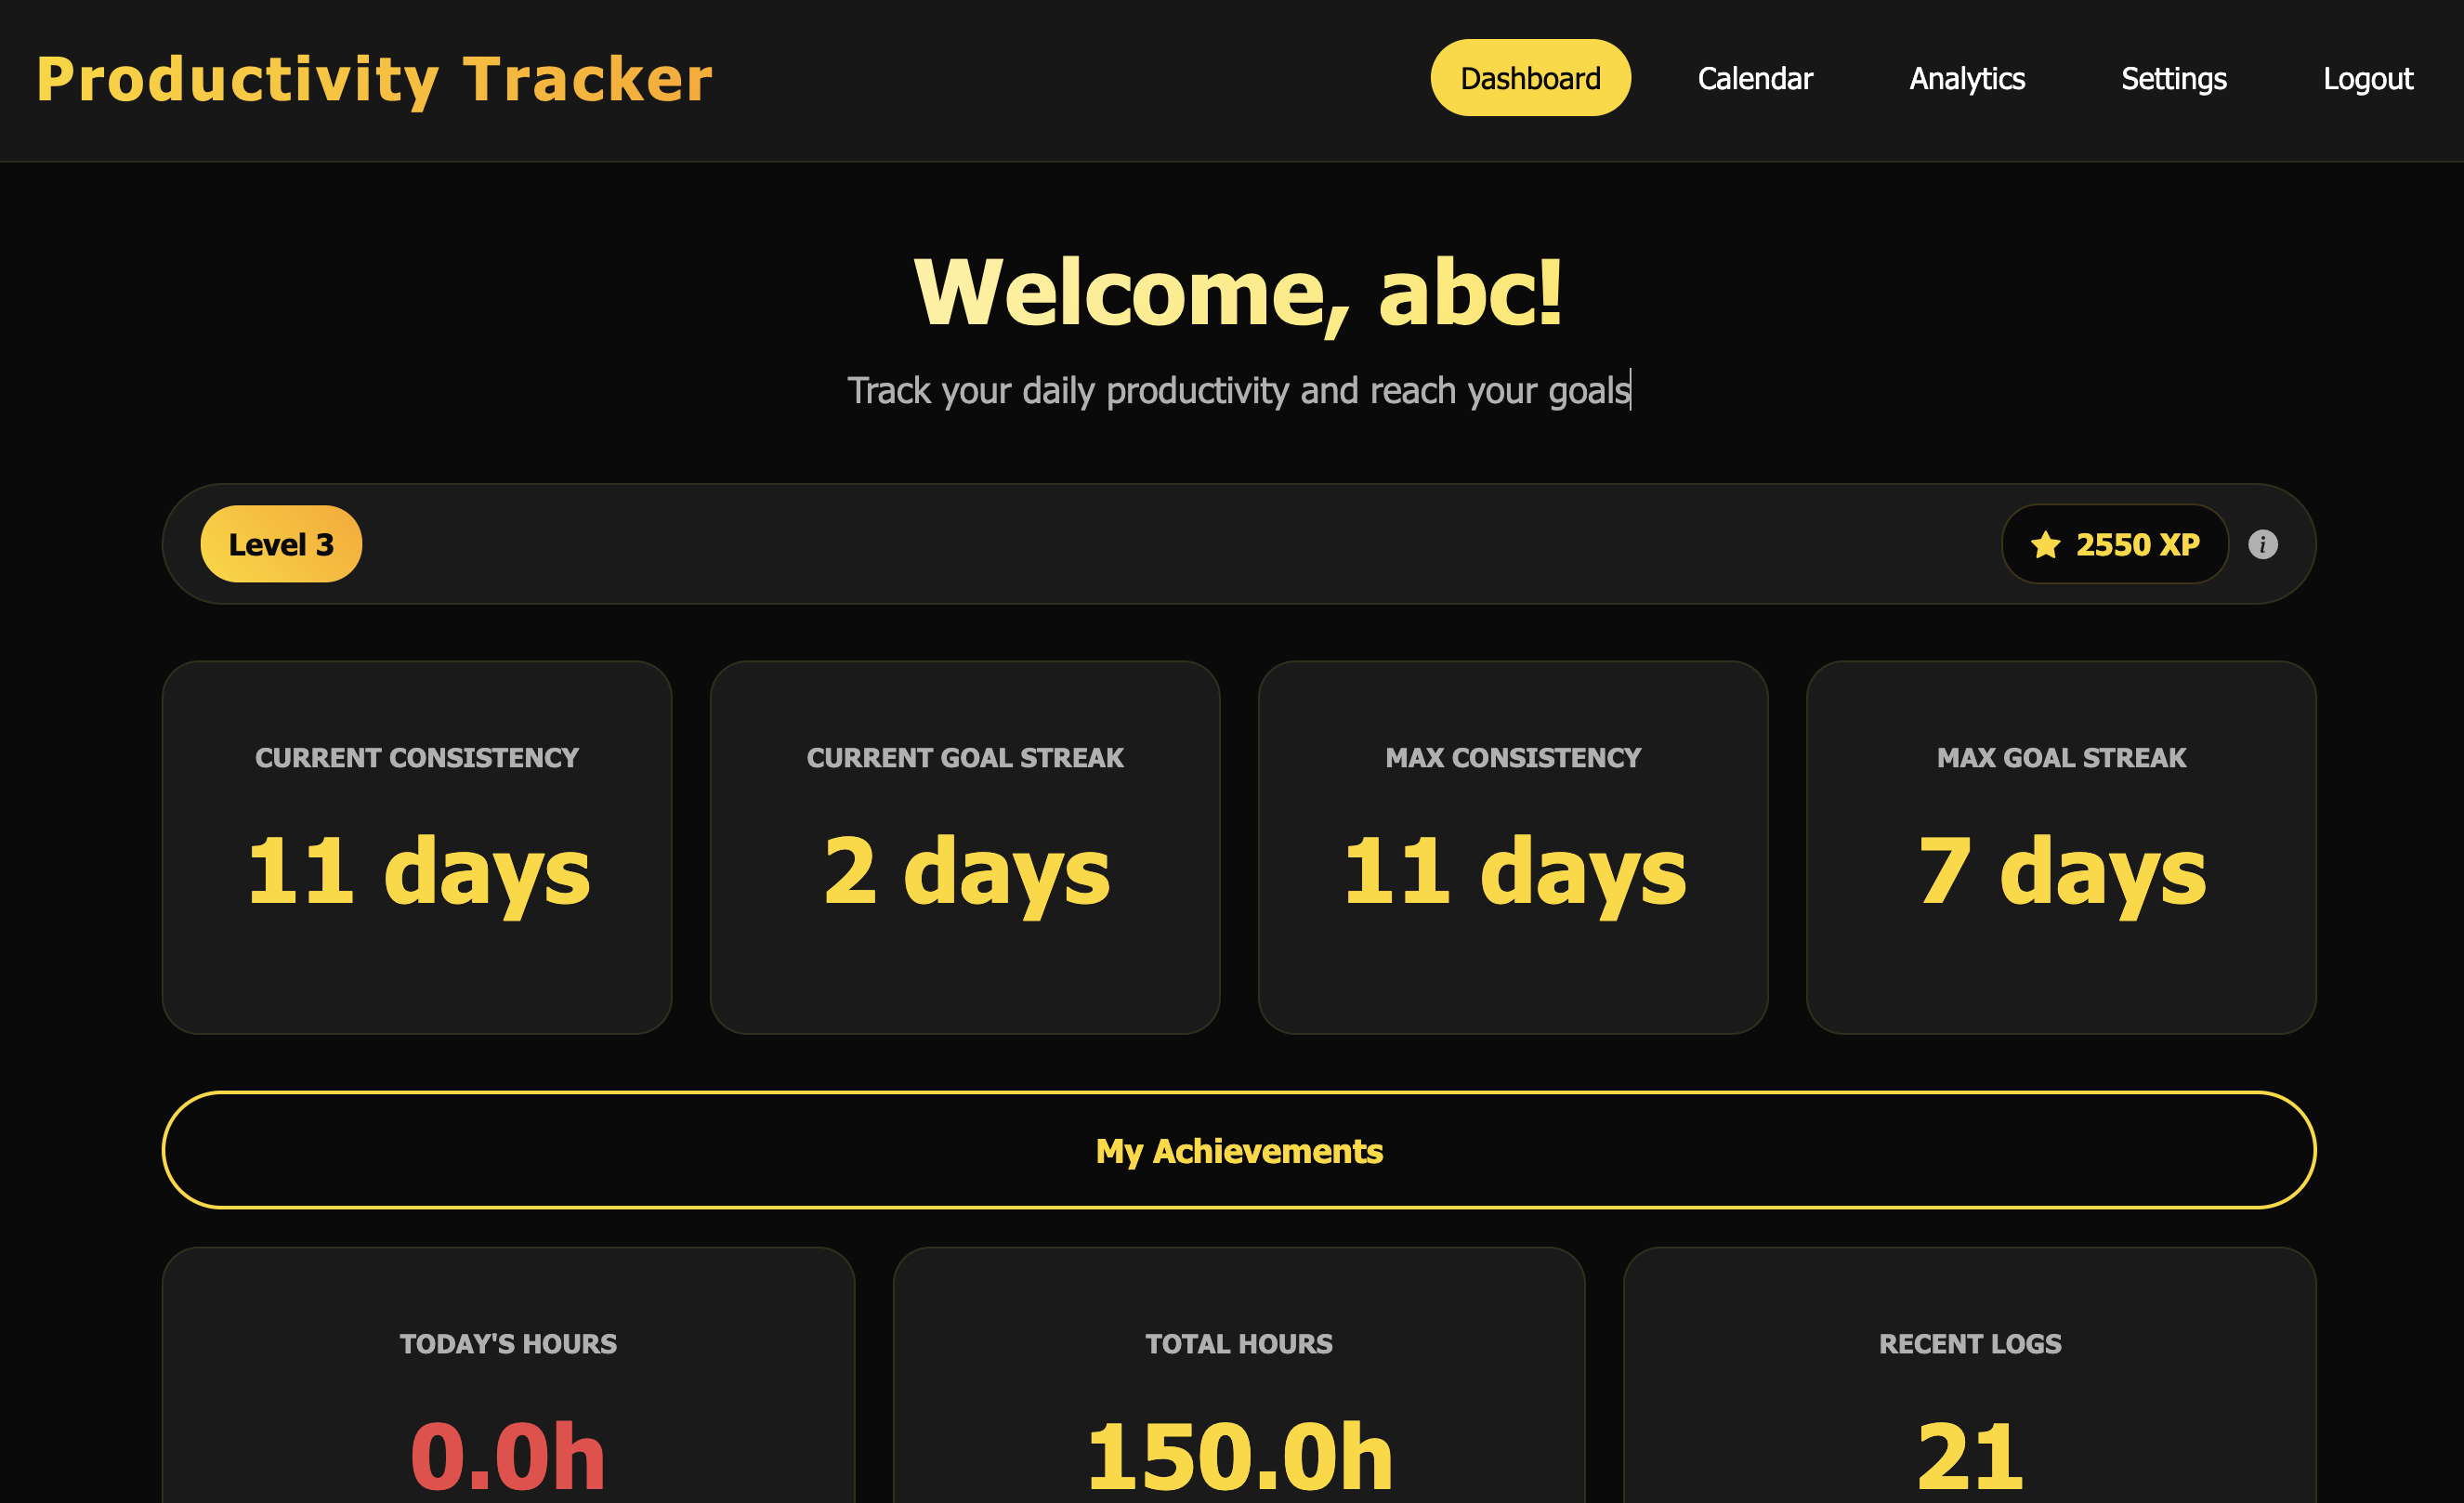 Productivity Tracker
Dashboard Calendar Analytics Settings Logout
Welcome, abc!
Track your daily productivity and reach your goals
Level 3
2550 XP i
CURRENT CONSISTENCY
11 days
CURRENT GOAL STREAK
2 days
MAX CONSISTENCY
11 days
MAX GOAL STREAK
7 days
My Achievements
TODAY'S HOURS
0.0h
TOTAL HOURS
150.0h
RECENT LOGS
21